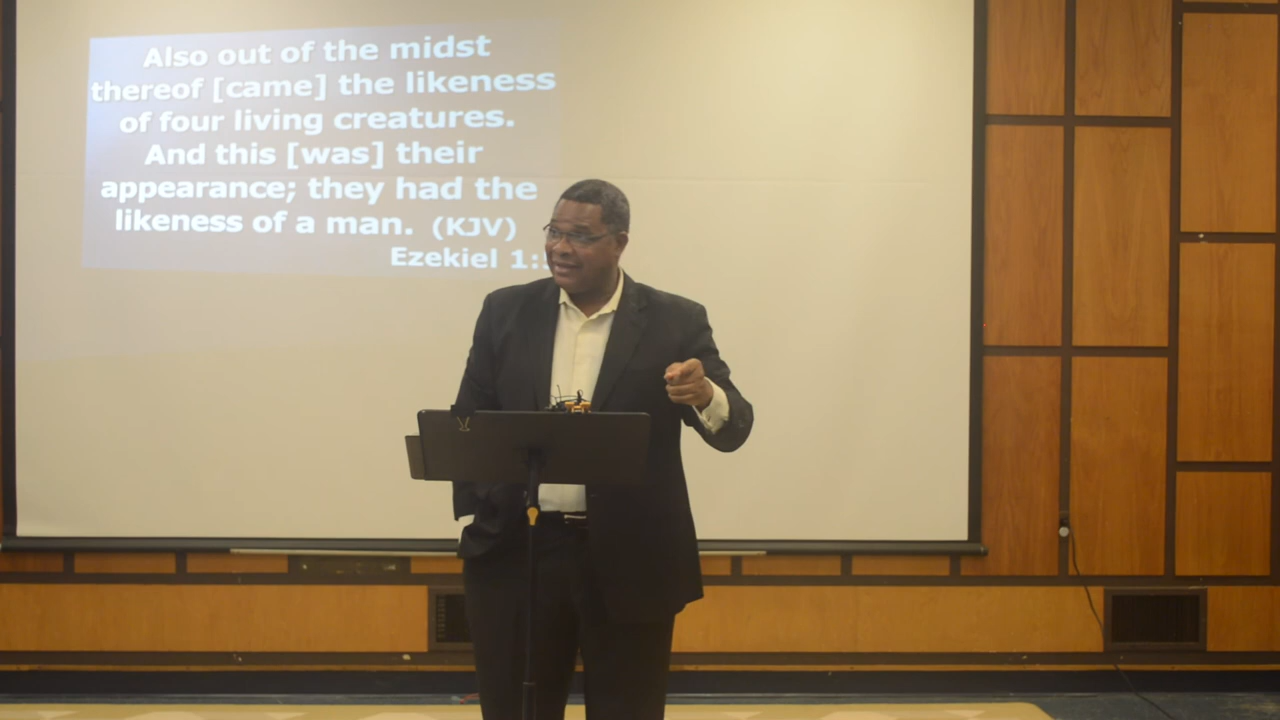 Also out of the midst
thereof [came] the likeness
of four living creatures.
And this [was] their
appearance; they had the
likeness of a man. (KJV)
Ezekiel 1: